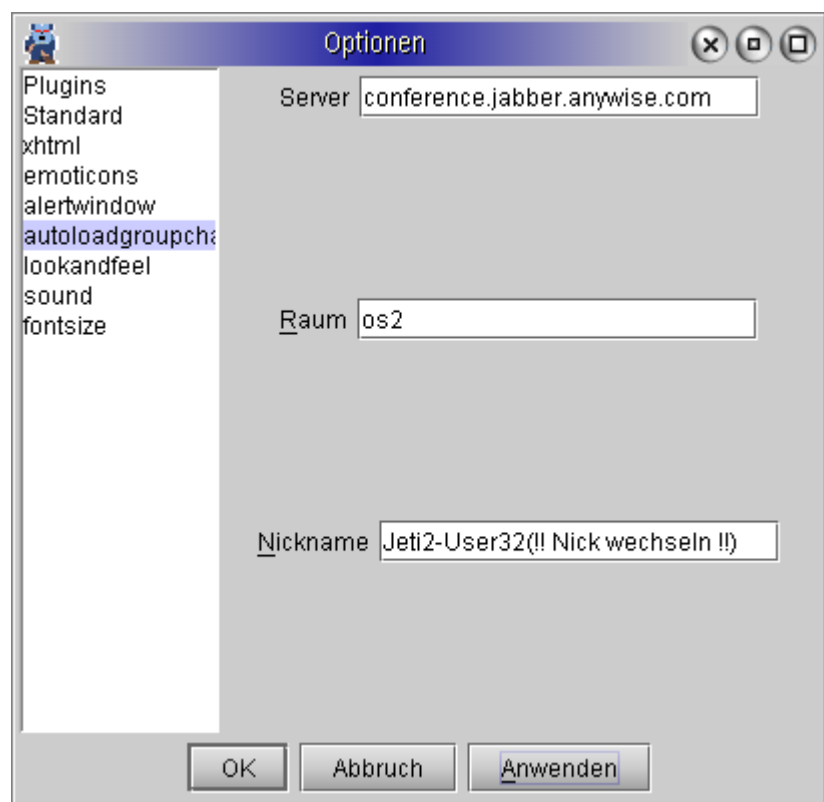 Optionen
Plugins
Standard
xhtml
emoticons
alertwindow
autoloadgroupcha
lookandfeel
sound
fontsize
Server conference.jabber.anywise.com
Raum os2
Nickname Jeti2-User32(!! Nick wechseln !!)
OK Abbruch Anwenden